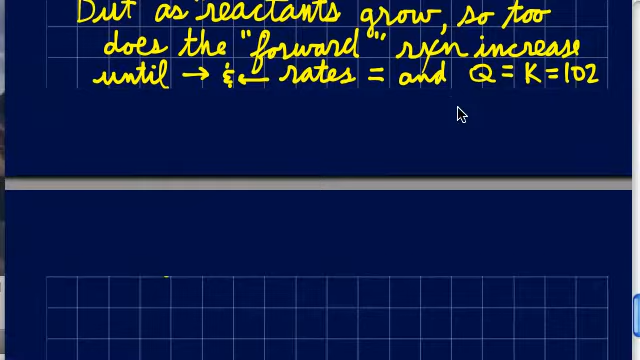 But as "reactants grow, so too
does the "forward" rxn increase
until → & ← rates = and Q = K = 102